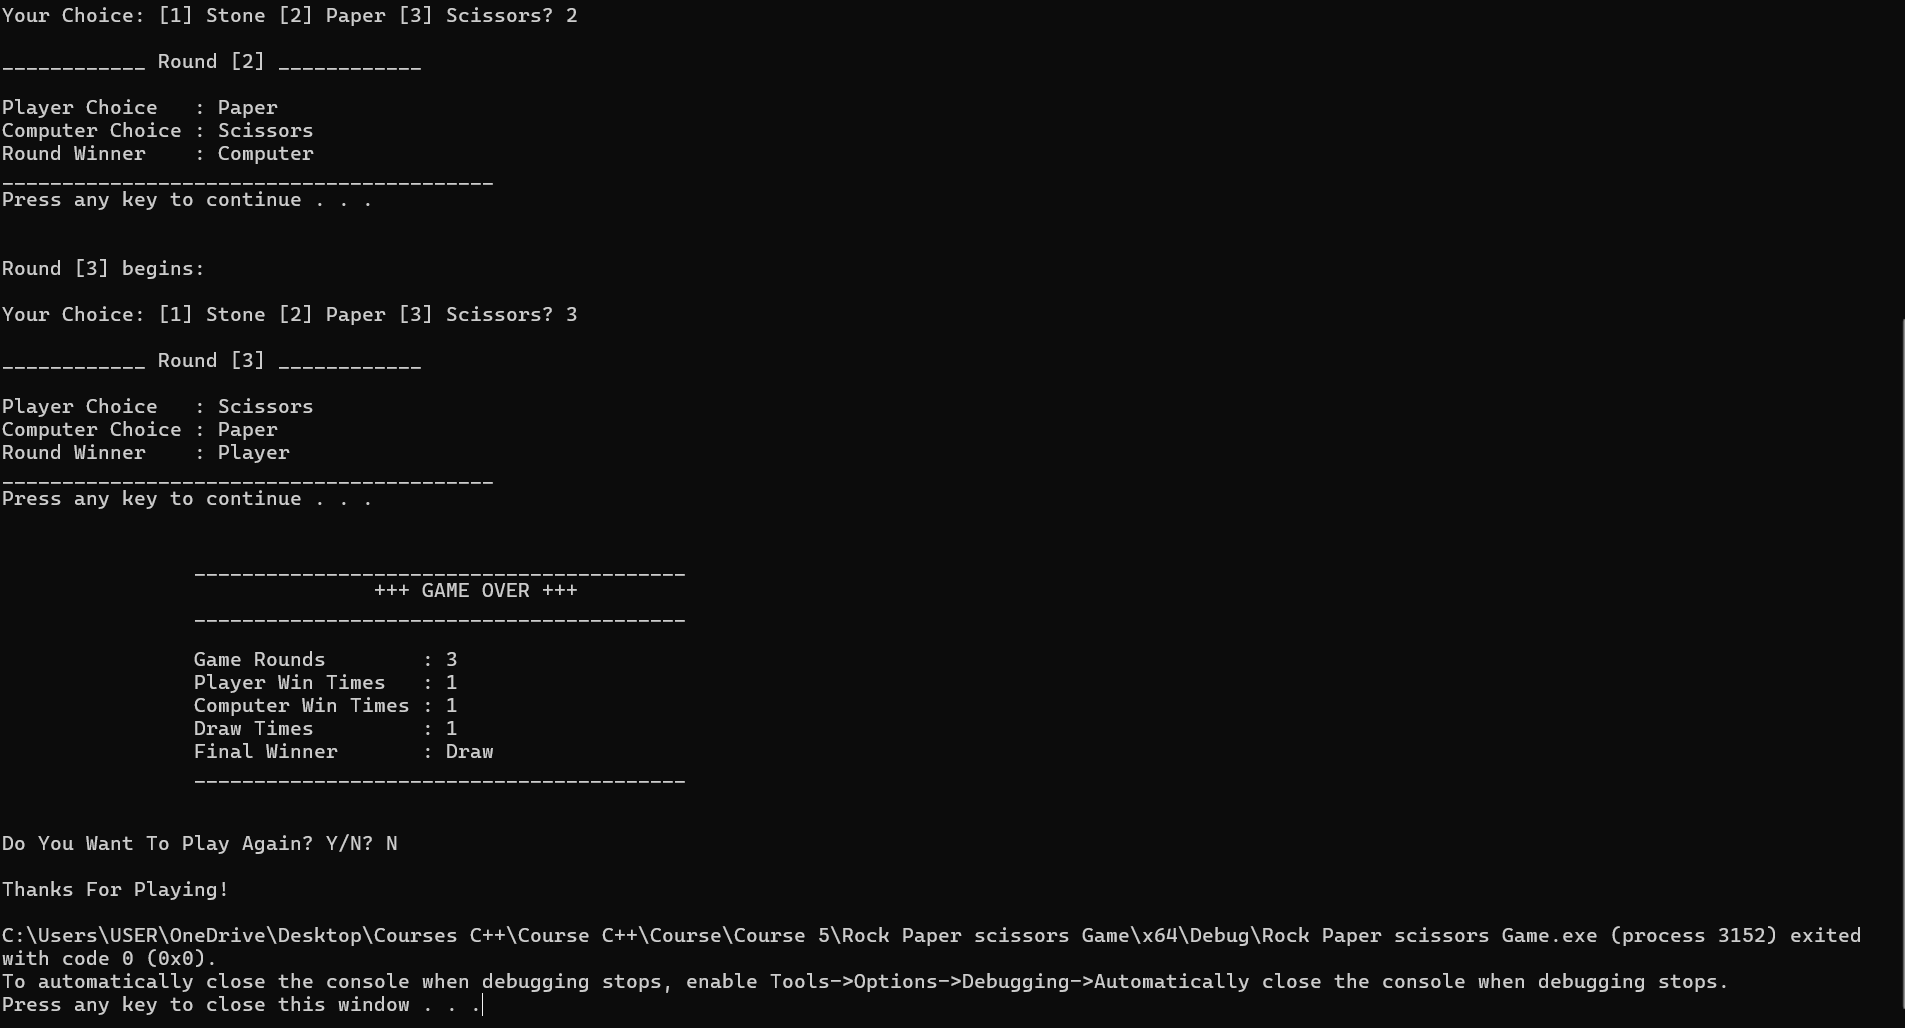 Your Choice: [1] Stone [2] Paper [3] Scissors? 2
____________ Round [2] ____________
Player Choice   : Paper
Computer Choice : Scissors
Round Winner    : Computer
_________________________________________
Press any key to continue . . .
Round [3] begins:
Your Choice: [1] Stone [2] Paper [3] Scissors? 3
____________ Round [3] ____________
Player Choice   : Scissors
Computer Choice : Paper
Round Winner    : Player
_________________________________________
Press any key to continue . . .
_________________________________________
+++ GAME OVER +++
_________________________________________
Game Rounds        : 3
Player Win Times   : 1
Computer Win Times : 1
Draw Times         : 1
Final Winner       : Draw
_________________________________________
Do You Want To Play Again? Y/N? N
Thanks For Playing!
C:\Users\USER\OneDrive\Desktop\Courses C++\Course C++\Course\Course 5\Rock Paper scissors Game\x64\Debug\Rock Paper scissors Game.exe (process 3152) exited
with code 0 (0x0).
To automatically close the console when debugging stops, enable Tools->Options->Debugging->Automatically close the console when debugging stops.
Press any key to close this window . . .